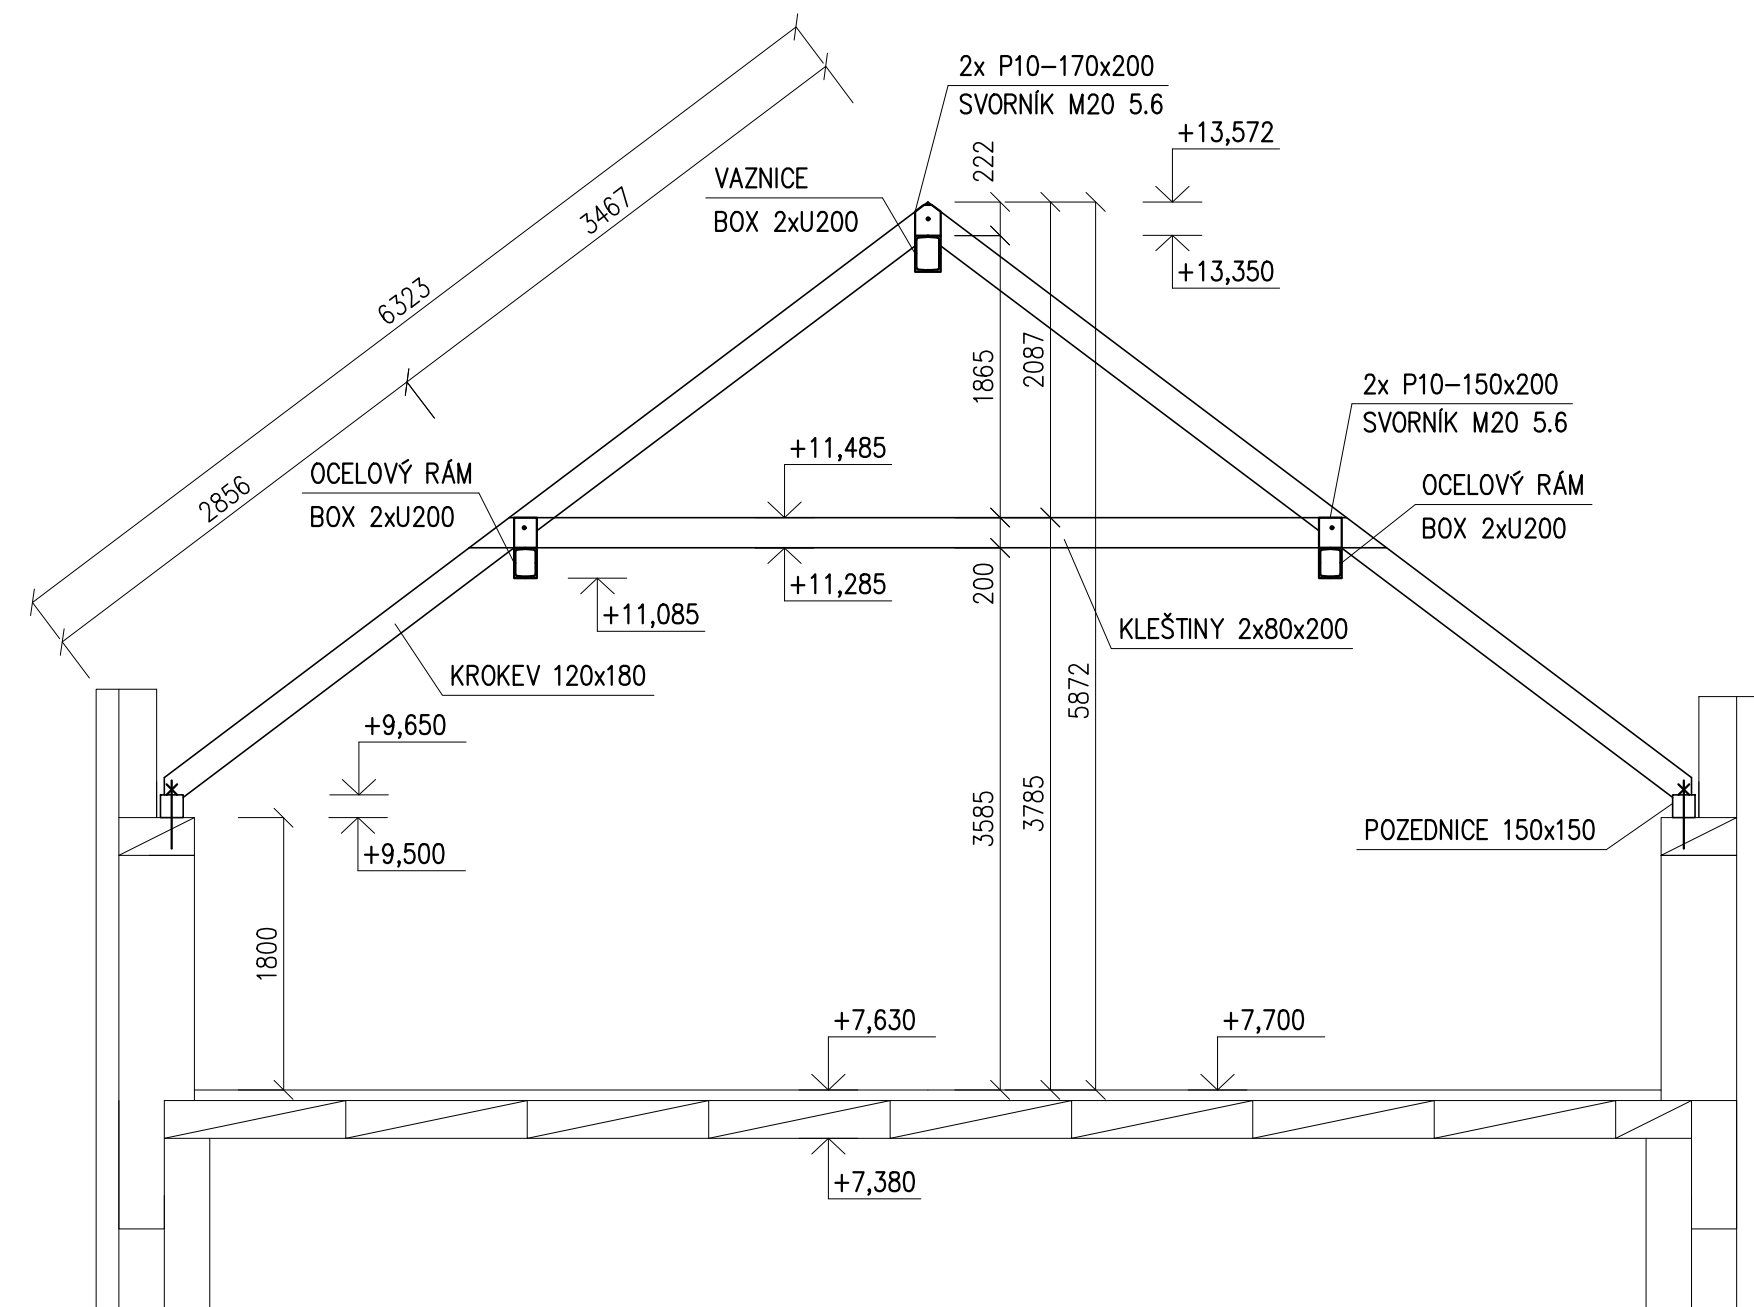 2x P10-170x200
SVORNÍK M20 5.6
+13,572
222
VAZNICE
BOX 2xU200
3467
+13,350
6323
1865
2087
2x P10-150x200
SVORNÍK M20 5.6
+11,485
OCELOVÝ RÁM
BOX 2xU200
2856
OCELOVÝ RÁM
BOX 2xU200
+11,285
200
+11,085
KLEŠTINY 2x80x200
KROKEV 120x180
5872
+9,650
3585
3785
POZEDNICE 150x150
+9,500
1800
+7,630
+7,700
+7,380